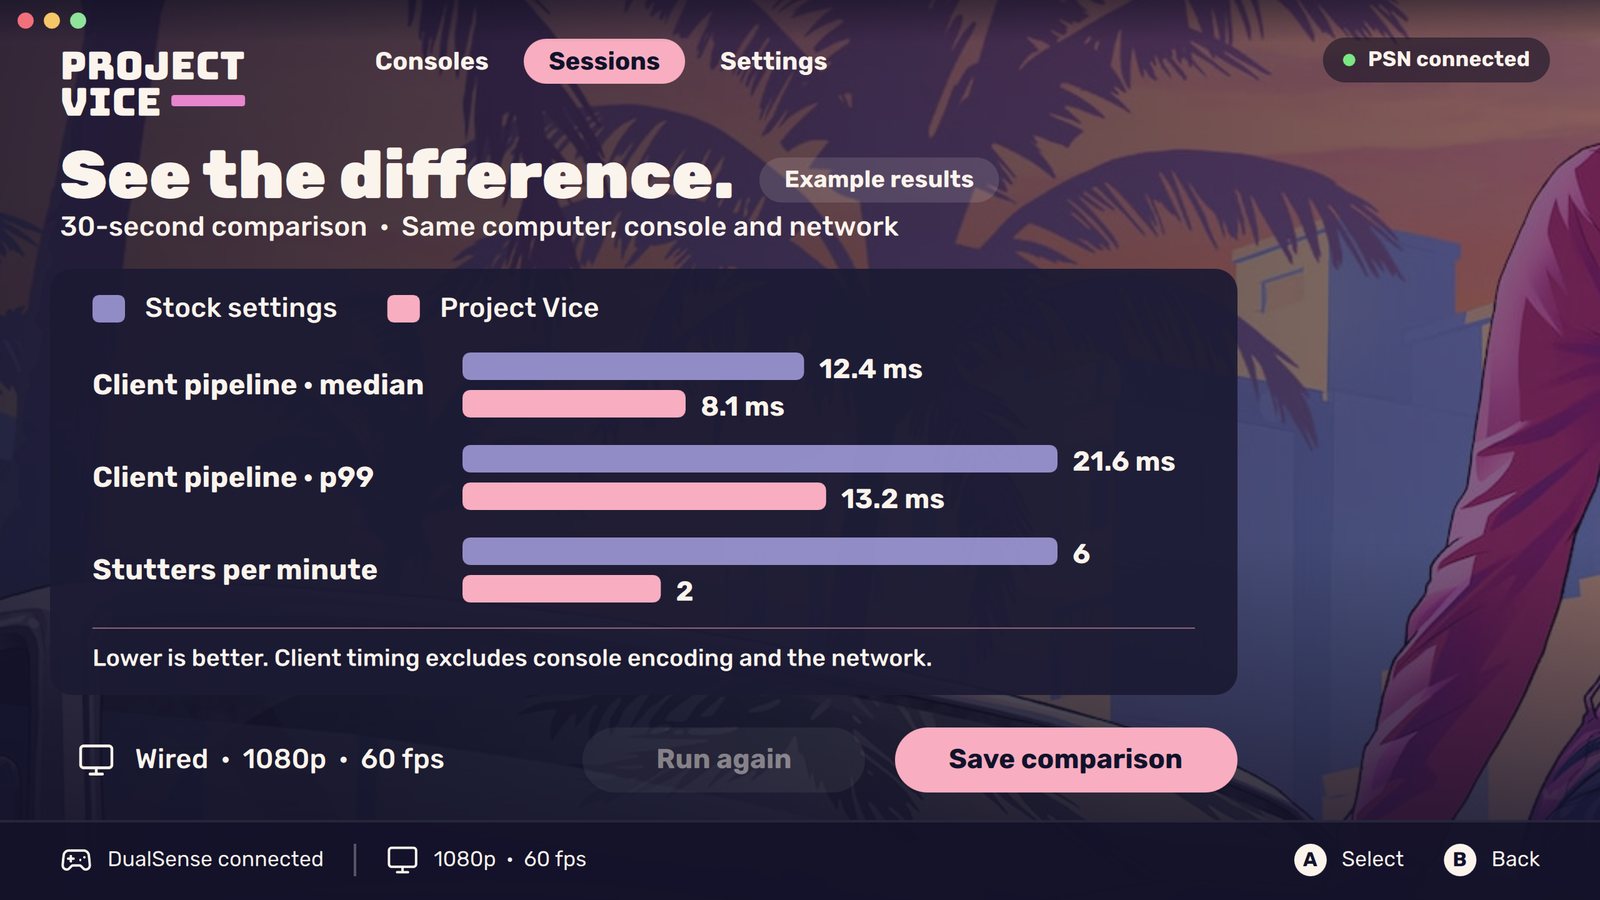 PROJECT
VICE
Consoles
Sessions
Settings
PSN connected
See the difference.
Example results
30-second comparison • Same computer, console and network
Stock settings
Project Vice
Client pipeline • median
12.4 ms
8.1 ms
Client pipeline • p99
21.6 ms
13.2 ms
Stutters per minute
6
2
Lower is better. Client timing excludes console encoding and the network.
Wired • 1080p • 60 fps
Run again
Save comparison
DualSense connected
1080p • 60 fps
A Select
B Back